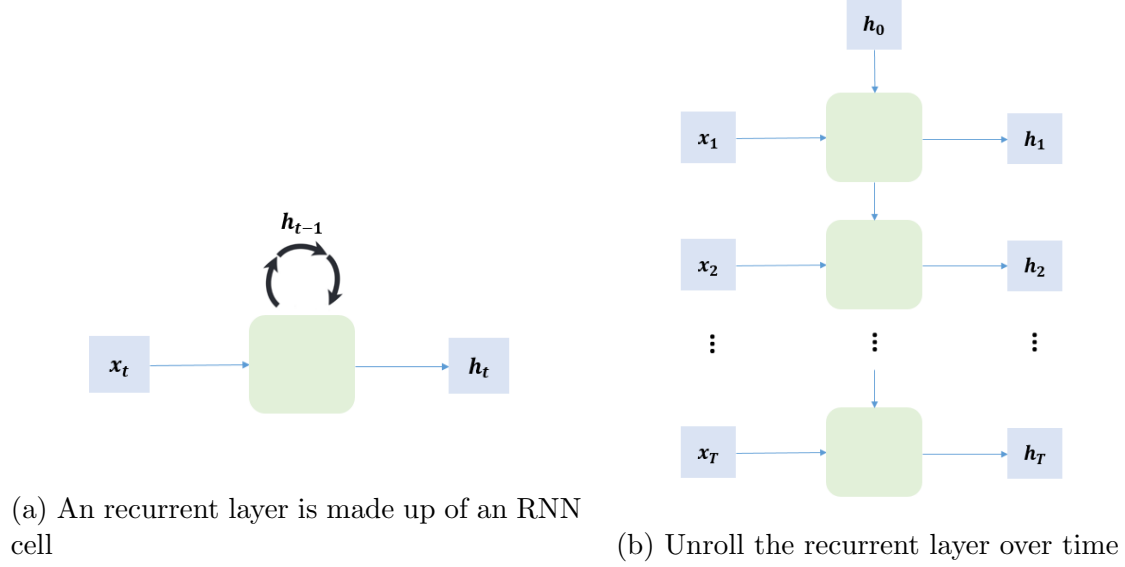 h_{t-1}
x_t
h_t
(a) An recurrent layer is made up of an RNN
cell
h_0
x_1
h_1
x_2
h_2
⋮ ⋮ ⋮
x_T
h_T
(b) Unroll the recurrent layer over time